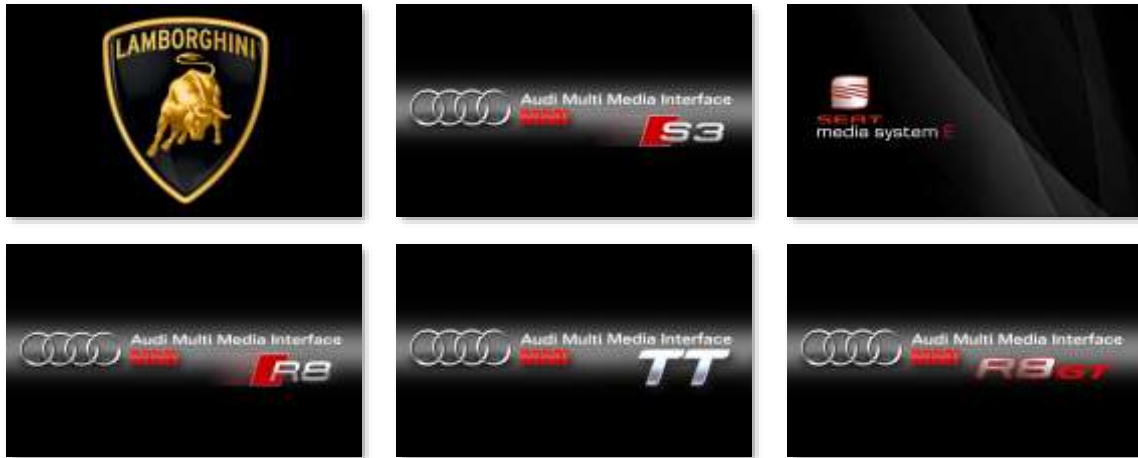 LAMBORGHINI
Audi Multi Media Interface
S3
SEAT
media system E
Audi Multi Media Interface
R8
Audi Multi Media Interface
TT
Audi Multi Media Interface
R8 GT